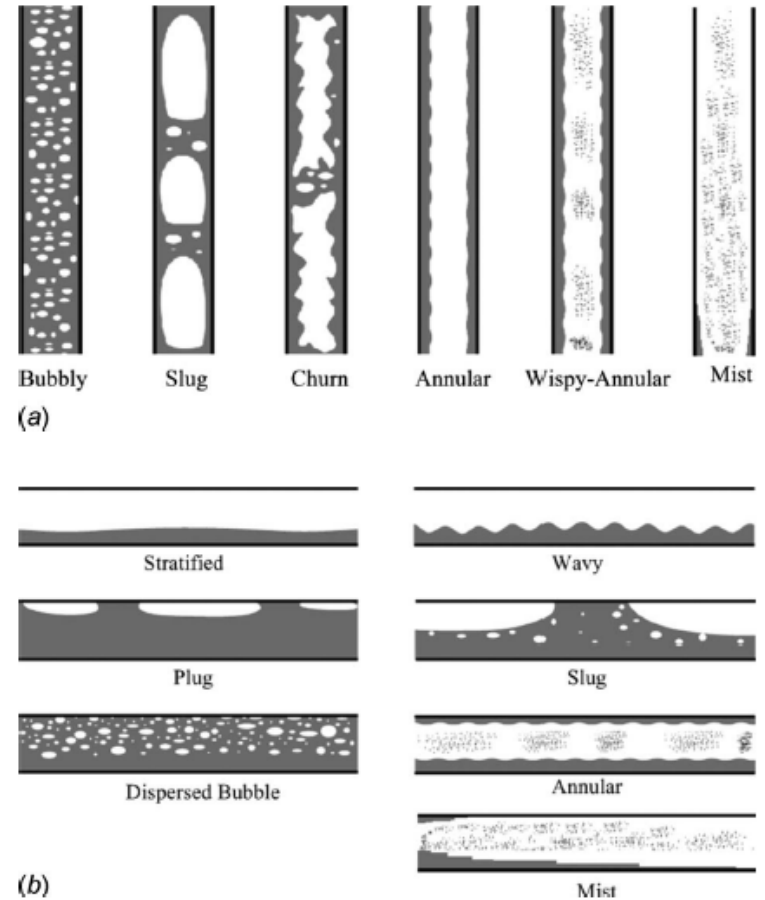 Bubbly Slug Churn Annular Wispy-Annular Mist
(a)
Stratified Wavy
Plug Slug
Dispersed Bubble Annular
Mist
(b)